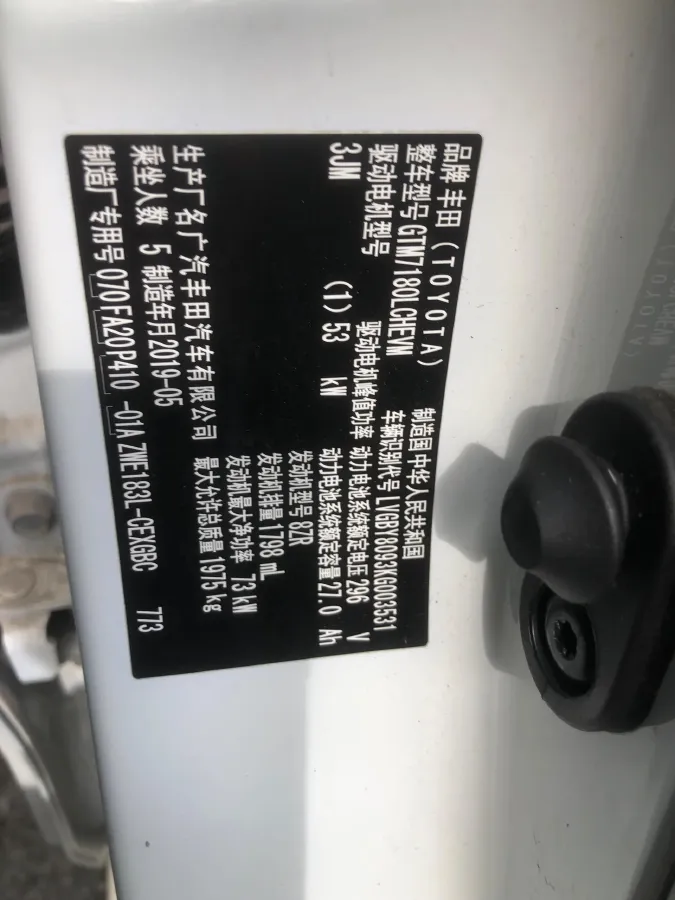 品牌 丰田 (TOYOTA) 制造国 中华人民共和国
整车型号 GTM7180LCHEVM 车辆识别代号 LVGBY8093KG003531
驱动电机型号 驱动电机峰值功率 动力电池系统额定电压 296 V
3JM (1) 53 kW 动力电池系统额定容量 27.0 Ah
发动机型号 8ZR
发动机排量 1798 mL
发动机最大净功率 73 kW
生产厂名 广汽丰田汽车有限公司 最大允许总质量 1975 kg
乘坐人数 5 制造年月 2019-05
制造厂专用号 070 FA20 P410 -01A ZWE183L-CEXGBC 773